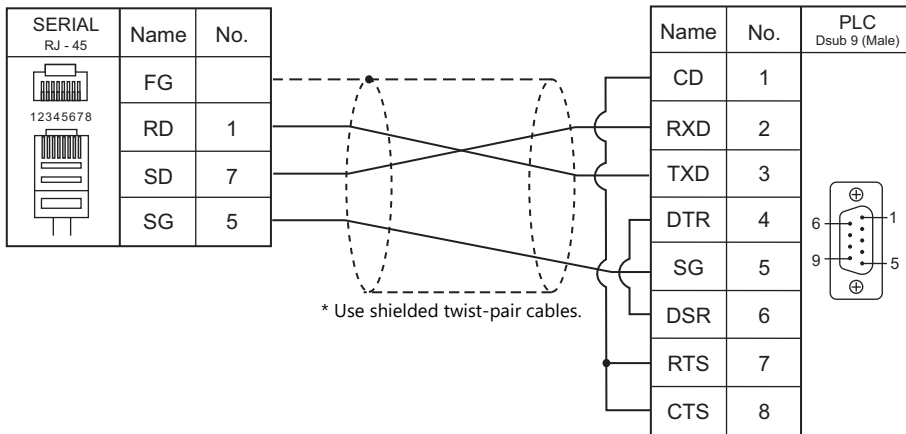 SERIAL
RJ - 45
Name No.
12345678
FG
RD 1
SD 7
SG 5
* Use shielded twist-pair cables.
Name No.
PLC
Dsub 9 (Male)
CD 1
RXD 2
TXD 3
DTR 4
SG 5
DSR 6
RTS 7
CTS 8
6 1
9 5